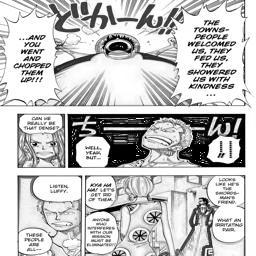 THE
TOWNS-
PEOPLE
WELCOMED
US, THEY
FED US,
THEY
SHOWERED
US WITH
KINDNESS
...
どっかーん!!
...AND
YOU WENT
AND
CHOPPED
THEM
UP!!!
ち
ーん!
!!
WELL,
YEAH,
BUT...
CAN HE
REALLY BE
THAT DENSE?
LOOKS
LIKE HE'S
THE
SWORDS-
MAN'S
FRIEND.
WHAT AN
IRRITATING
PAIR.
KYA HA
HA! LET'S
GET RID OF
THEM.
ANYONE WHO
INTERFERES
WITH OUR
MISSION MUST
BE ELIMINATED!
LISTEN,
LUFFY.
THESE
PEOPLE
ARE ALL...